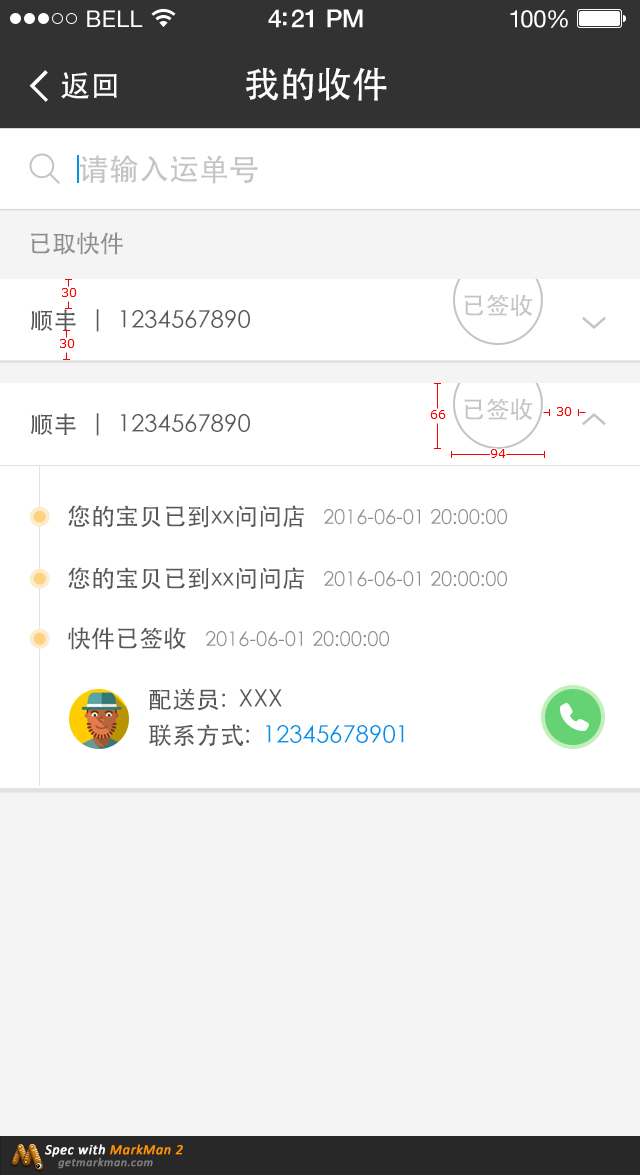 BELL 4:21 PM 100%
返回 我的收件
请输入运单号
已取快件
30
顺丰 | 1234567890 已签收
30
顺丰 | 1234567890 66 已签收 30
94
您的宝贝已到xx问问店 2016-06-01 20:00:00
您的宝贝已到xx问问店 2016-06-01 20:00:00
快件已签收 2016-06-01 20:00:00
配送员: XXX
联系方式: 12345678901
Spec with MarkMan 2
getmarkman.com